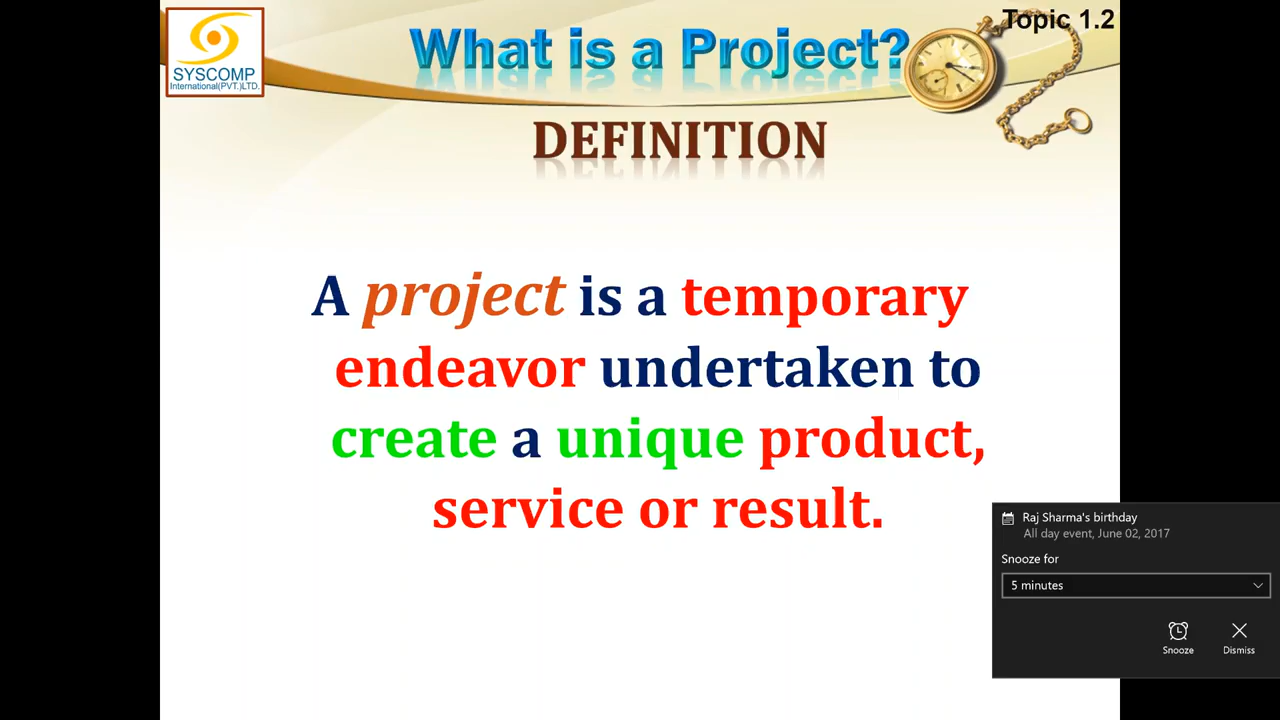 Topic 1.2
What is a Project?
SYSCOMP
International(PVT.)LTD.
DEFINITION
A project is a temporary
endeavor undertaken to
create a unique product,
service or result.
Raj Sharma's birthday
All day event, June 02, 2017
Snooze for
5 minutes
Snooze
Dismiss